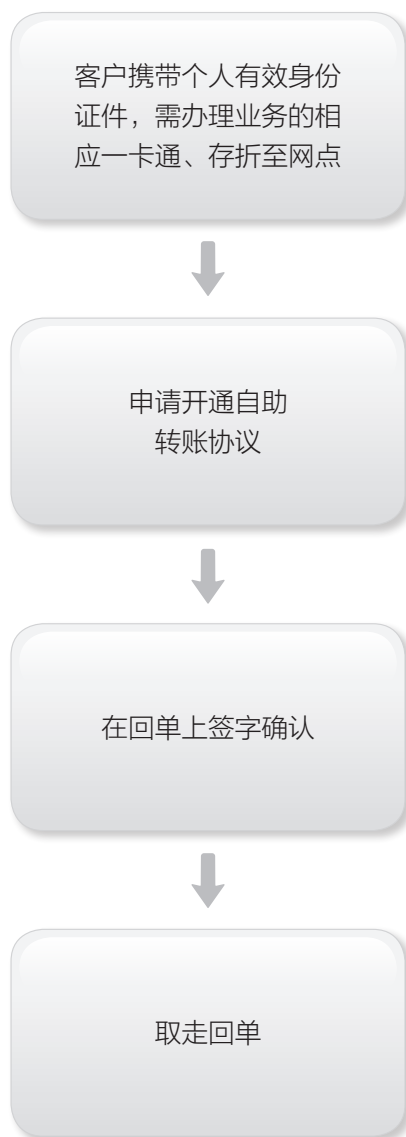 客户携带个人有效身份
证件，需办理业务的相
应一卡通、存折至网点
申请开通自助
转账协议
在回单上签字确认
取走回单